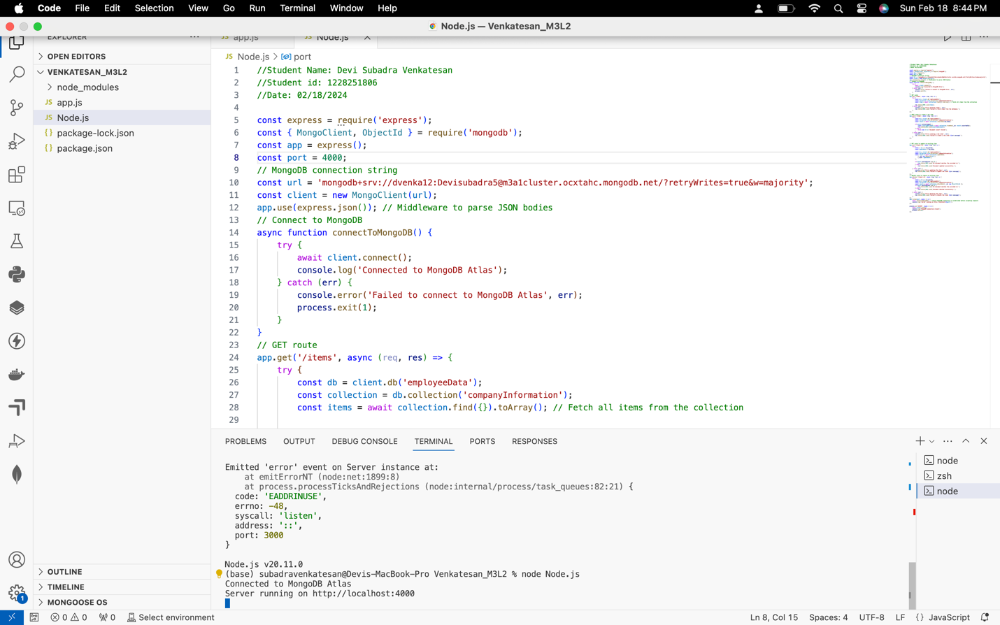 Code File Edit Selection View Go Run Terminal Window Help Sun Feb 18 8:44 PM
Node.js — Venkatesan_M3L2
EXPLORER
JS app.js
JS Node.js
OPEN EDITORS
VENKATESAN_M3L2
node_modules
JS app.js
JS Node.js
{} package-lock.json
{} package.json
JS Node.js > port
1 //Student Name: Devi Subadra Venkatesan
2 //Student id: 1228251806
3 //Date: 02/18/2024
4
5 const express = require('express');
6 const { MongoClient, ObjectId } = require('mongodb');
7 const app = express();
8 const port = 4000;
9 // MongoDB connection string
10 const url = 'mongodb+srv://dvenka12:Devisubadra5@m3a1cluster.ocxtahc.mongodb.net/?retryWrites=true&w=majority';
11 const client = new MongoClient(url);
12 app.use(express.json()); // Middleware to parse JSON bodies
13 // Connect to MongoDB
14 async function connectToMongoDB() {
15 try {
16 await client.connect();
17 console.log('Connected to MongoDB Atlas');
18 } catch (err) {
19 console.error('Failed to connect to MongoDB Atlas', err);
20 process.exit(1);
21 }
22 }
23 // GET route
24 app.get('/items', async (req, res) => {
25 try {
26 const db = client.db('employeeData');
27 const collection = db.collection('companyInformation');
28 const items = await collection.find({}).toArray(); // Fetch all items from the collection
29
PROBLEMS OUTPUT DEBUG CONSOLE TERMINAL PORTS RESPONSES
Emitted 'error' event on Server instance at:
at emitErrorNT (node:net:1899:8)
at process.processTicksAndRejections (node:internal/process/task_queues:82:21) {
code: 'EADDRINUSE',
errno: -48,
syscall: 'listen',
address: '::',
port: 3000
}
Node.js v20.11.0
(base) subadravenkatesan@Devis-MacBook-Pro Venkatesan_M3L2 % node Node.js
Connected to MongoDB Atlas
Server running on http://localhost:4000
node
zsh
node
OUTLINE
TIMELINE
MONGOOSE OS
1
0 0 0 Select environment Ln 8, Col 15 Spaces: 4 UTF-8 LF {} JavaScript